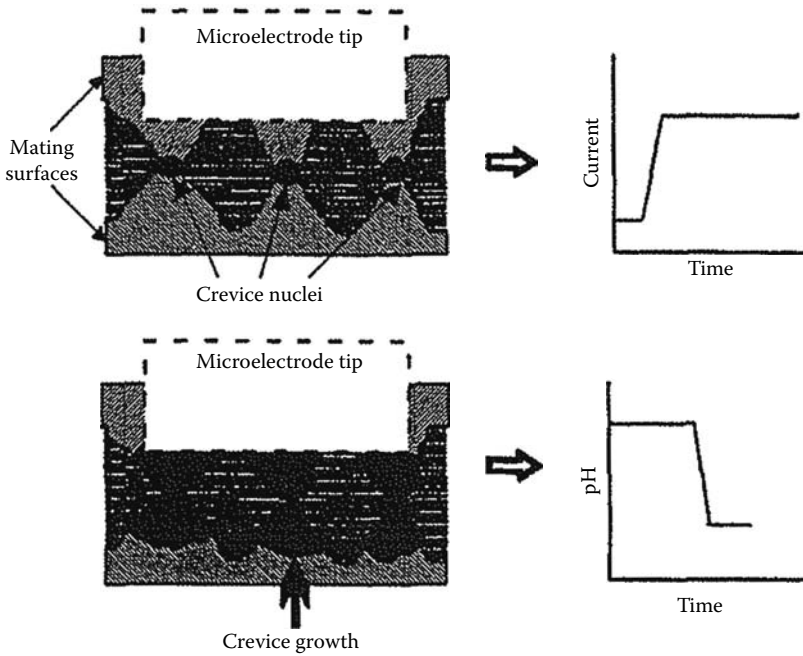 Microelectrode tip
Mating
surfaces
Crevice nuclei
Current
Time
Microelectrode tip
Crevice growth
pH
Time